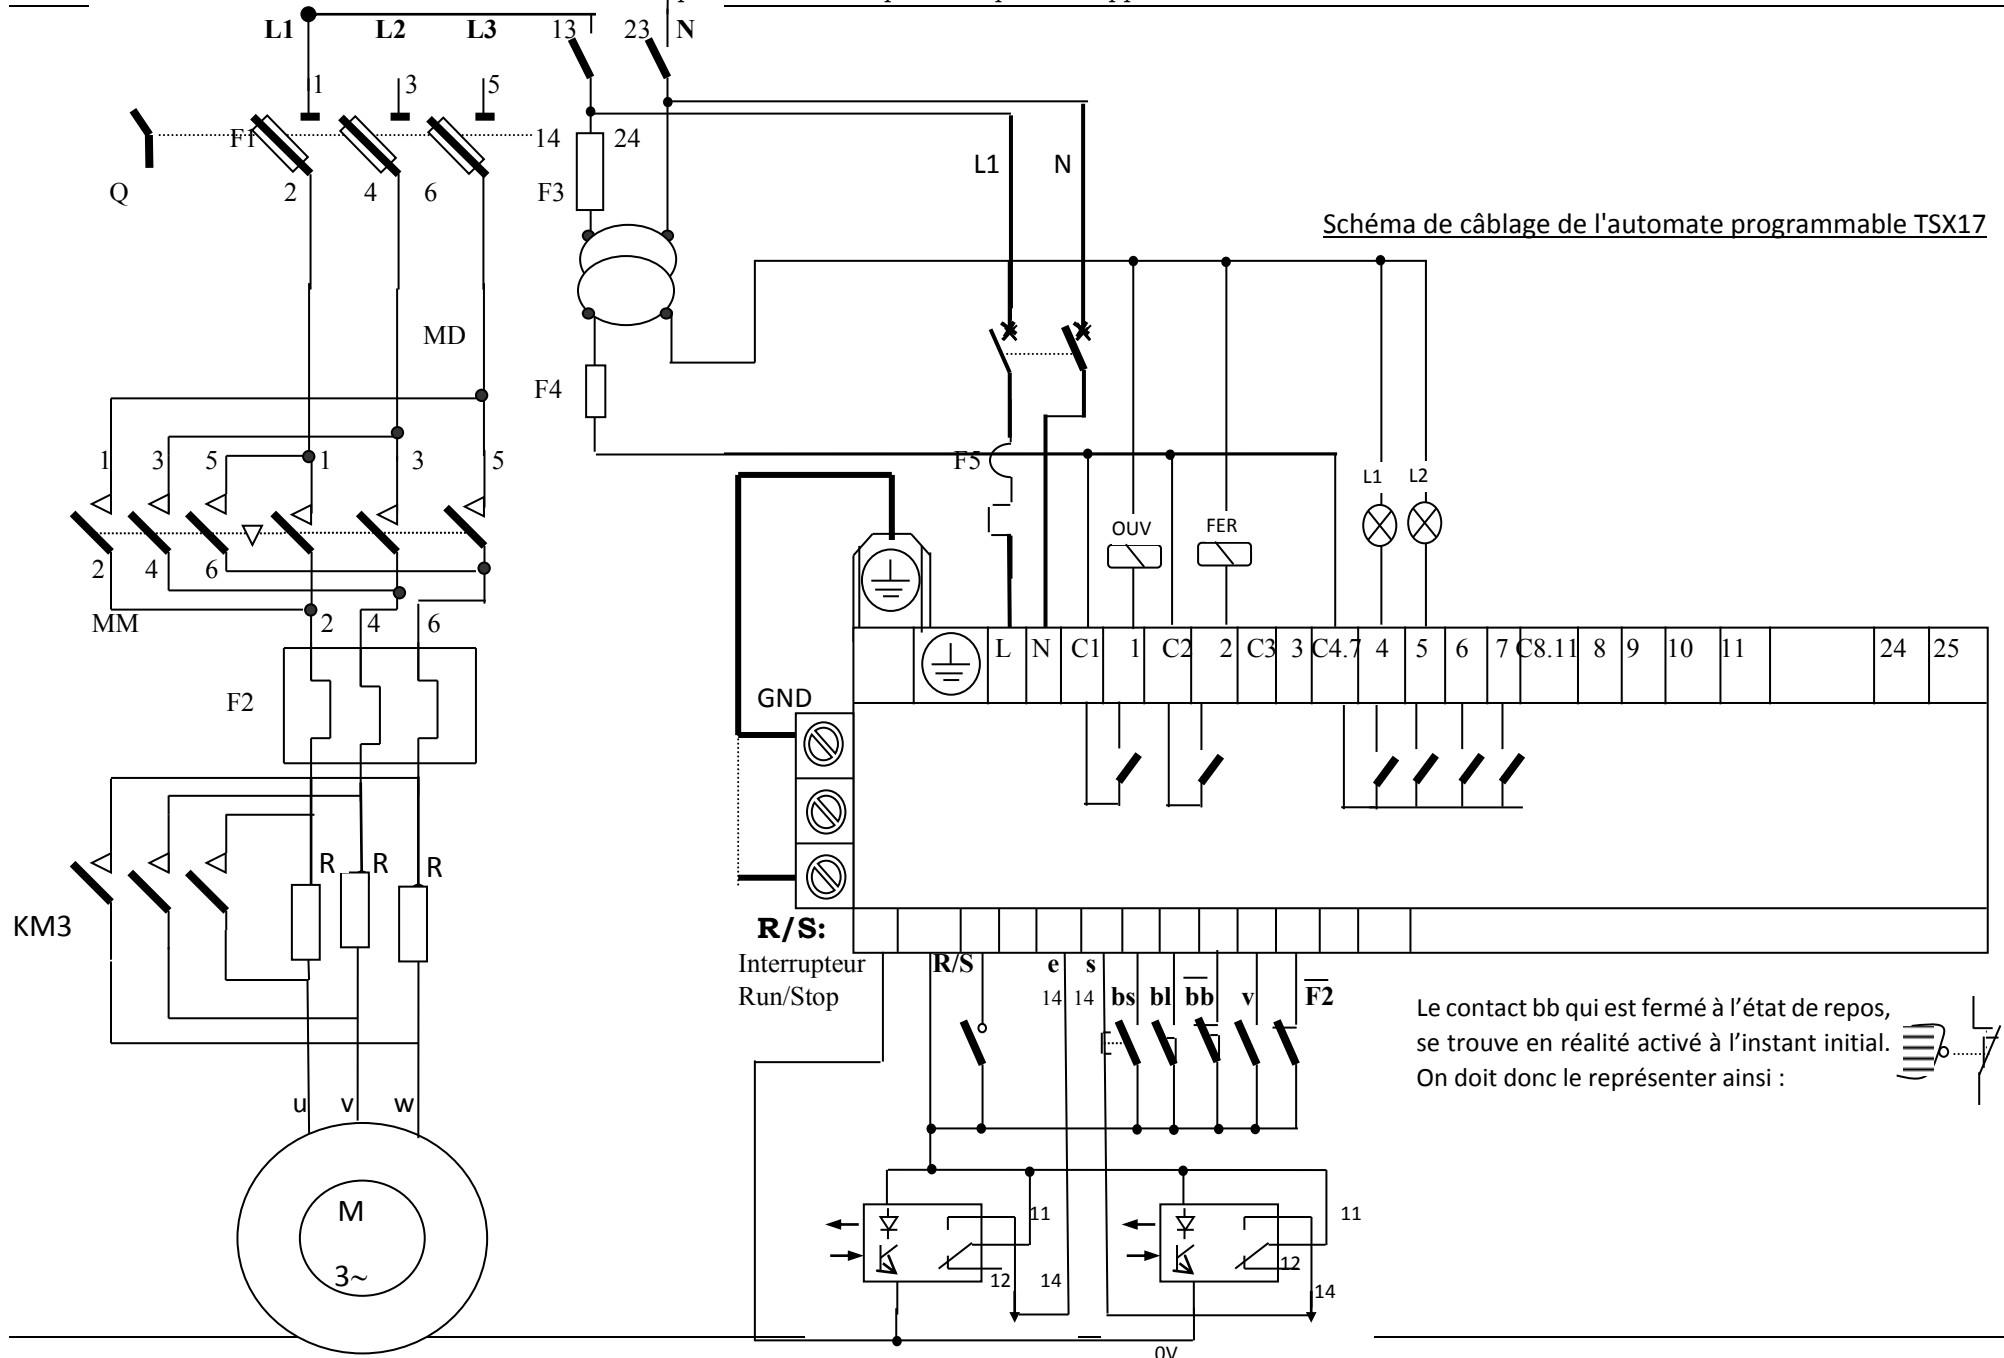 L1 L2 L3 13 23 N
1 3 5
F1 14 24
Q 2 4 6 F3
L1 N
Schéma de câblage de l'automate programmable TSX17
MD
F4
1 3 5 1 3 5
F5
L1 L2
OUV FER
2 4 6
MM 2 4 6
L N C1 1 C2 2 C3 3 C4.7 4 5 6 7 C8.11 8 9 10 11 24 25
F2
GND
R R R
KM3
R/S:
Interrupteur
Run/Stop
R/S e s
14 14 bs bl bb v F2
Le contact bb qui est fermé à l'état de repos,
se trouve en réalité activé à l'instant initial.
On doit donc le représenter ainsi :
u v w
M
3~
11 11
12 14 12
14
0V